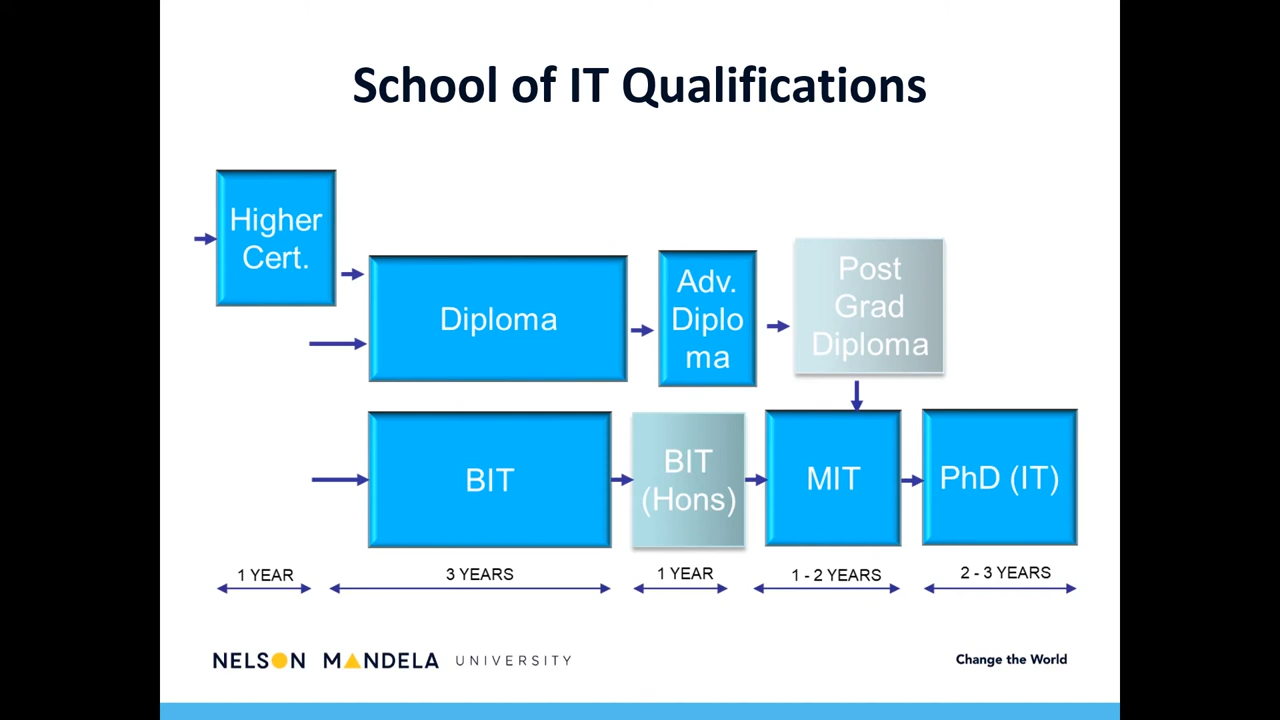 School of IT Qualifications
Higher
Cert.
Diploma
Adv.
Diplo
ma
Post
Grad
Diploma
BIT
BIT
(Hons)
MIT
PhD (IT)
1 YEAR
3 YEARS
1 YEAR
1 - 2 YEARS
2 - 3 YEARS
NELSON MANDELA UNIVERSITY
Change the World